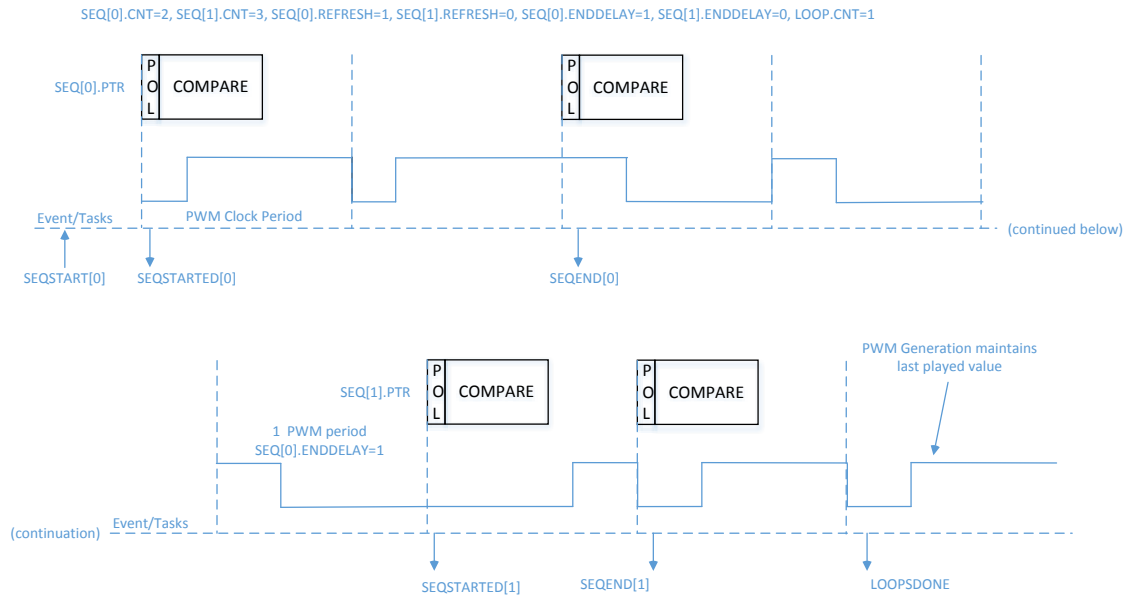 SEQ[0].CNT=2, SEQ[1].CNT=3, SEQ[0].REFRESH=1, SEQ[1].REFRESH=0, SEQ[0].ENDDELAY=1, SEQ[1].ENDDELAY=0, LOOP.CNT=1
SEQ[0].PTR
P
O
L
COMPARE
P
O
L
COMPARE
Event/Tasks
PWM Clock Period
(continued below)
SEQSTART[0]
SEQSTARTED[0]
SEQEND[0]
PWM Generation maintains
last played value
SEQ[1].PTR
P
O
L
COMPARE
P
O
L
COMPARE
1 PWM period
SEQ[0].ENDDELAY=1
(continuation)
Event/Tasks
SEQSTARTED[1]
SEQEND[1]
LOOPSDONE